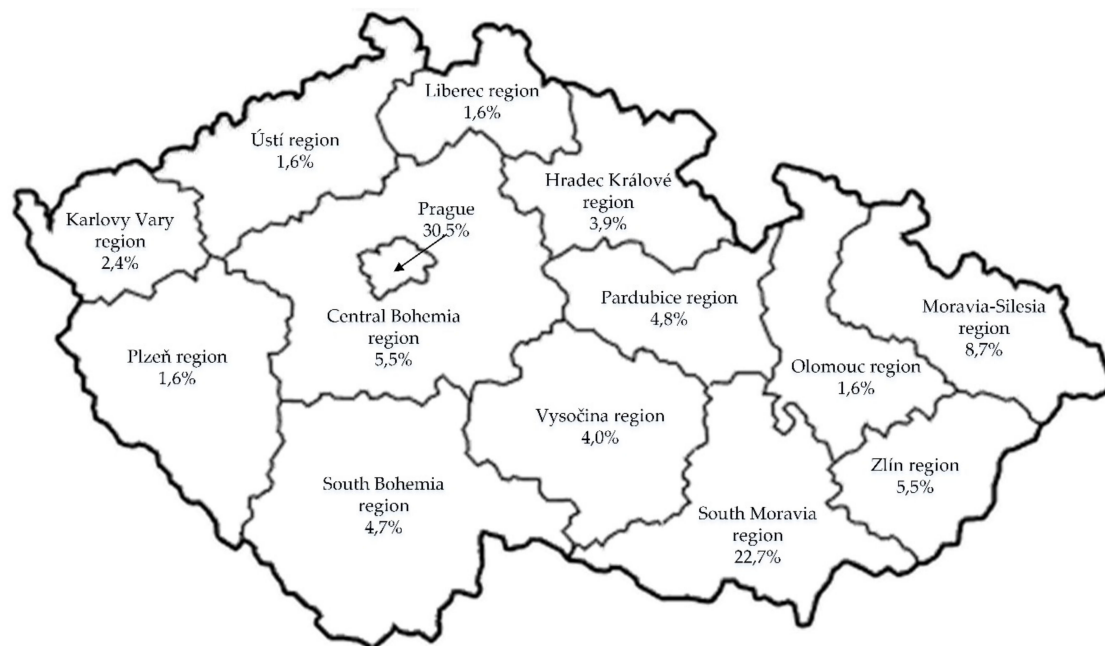 Liberec region
1,6%
Ústí region
1,6%
Hradec Králové
region
3,9%
Karlovy Vary
region
2,4%
Prague
30,5%
Pardubice region
4,8%
Moravia-Silesia
region
8,7%
Central Bohemia
region
5,5%
Plzeň region
1,6%
Olomouc region
1,6%
Vysočina region
4,0%
Zlín region
5,5%
South Bohemia
region
4,7%
South Moravia
region
22,7%